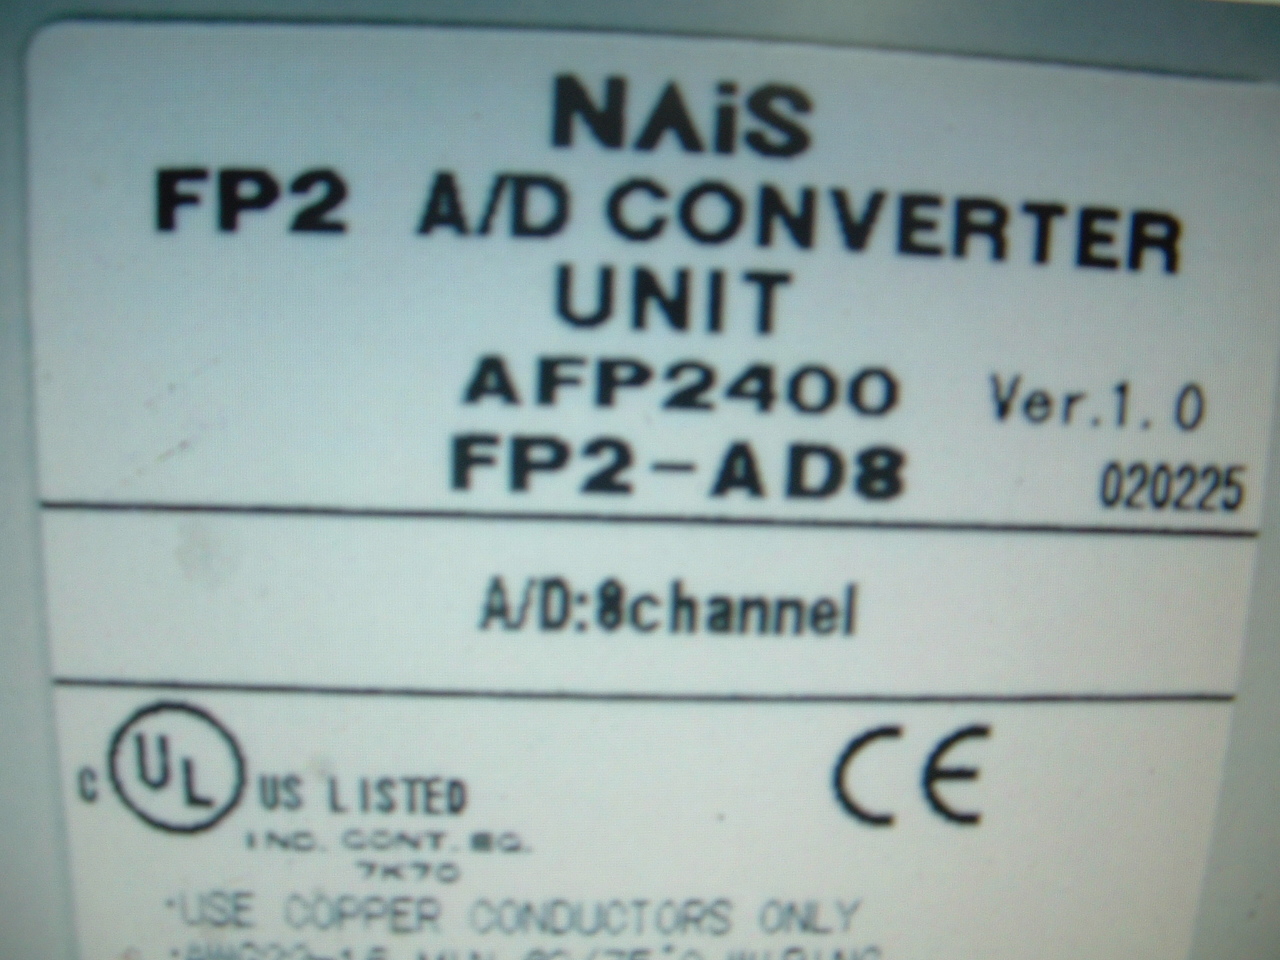 NAiS
FP2 A/D CONVERTER
UNIT
AFP2400 Ver.1.0
FP2-AD8 020225
A/D:8channel
C UL US LISTED CE
IND. CONT. EQ.
7K70
·USE COPPER CONDUCTORS ONLY